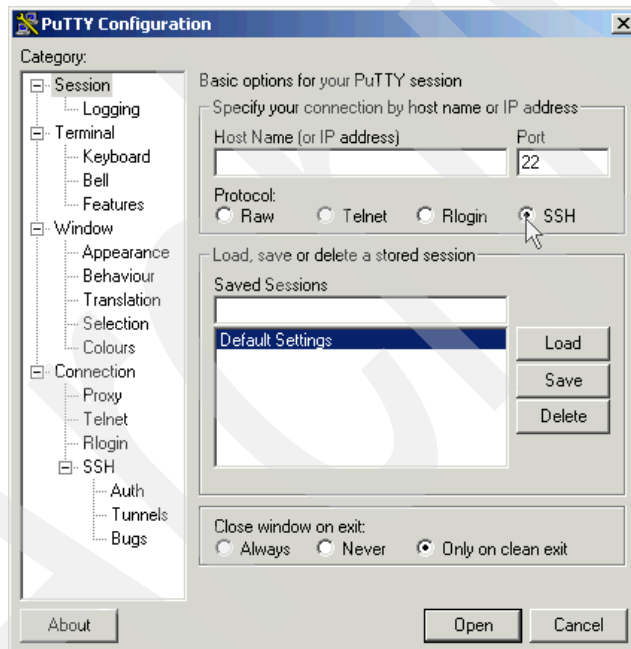 PuTTY Configuration
Category:
Session
Logging
Terminal
Keyboard
Bell
Features
Window
Appearance
Behaviour
Translation
Selection
Colours
Connection
Proxy
Telnet
Rlogin
SSH
Auth
Tunnels
Bugs
Basic options for your PuTTY session
Specify your connection by host name or IP address
Host Name (or IP address) Port
22
Protocol:
Raw Telnet Rlogin SSH
Load, save or delete a stored session
Saved Sessions
Default Settings
Load
Save
Delete
Close window on exit:
Always Never Only on clean exit
About Open Cancel